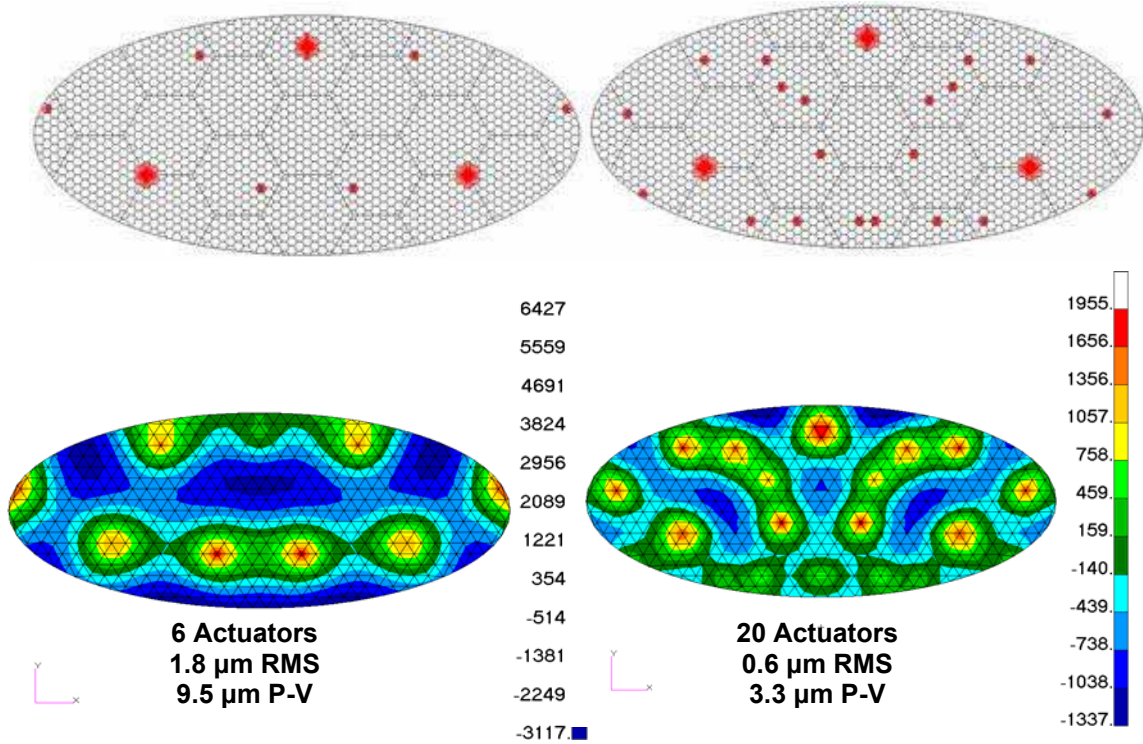 6427
5559
4691
3824
2956
2089
1221
354
-514
-1381
-2249
-3117.
1955.
1656.
1356.
1057.
758.
459.
159.
-140.
-439.
-738.
-1038.
-1337.
6 Actuators
1.8 µm RMS
9.5 µm P-V
Y
X
20 Actuators
0.6 µm RMS
3.3 µm P-V
Y
X